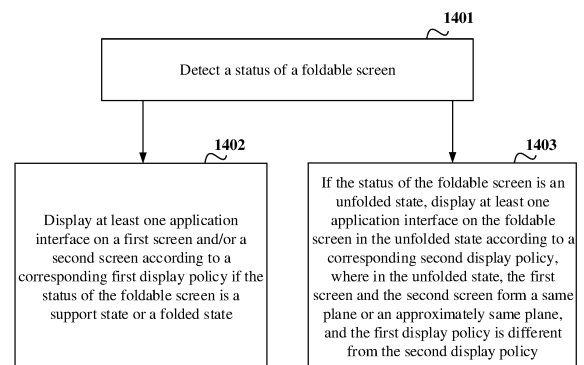 1401
Detect a status of a foldable screen
1402
Display at least one application
interface on a first screen and/or a
second screen according to a
corresponding first display policy if the
status of the foldable screen is a
support state or a folded state
1403
If the status of the foldable screen is an
unfolded state, display at least one
application interface on the foldable
screen in the unfolded state according to a
corresponding second display policy,
where in the unfolded state, the first
screen and the second screen form a same
plane or an approximately same plane,
and the first display policy is different
from the second display policy